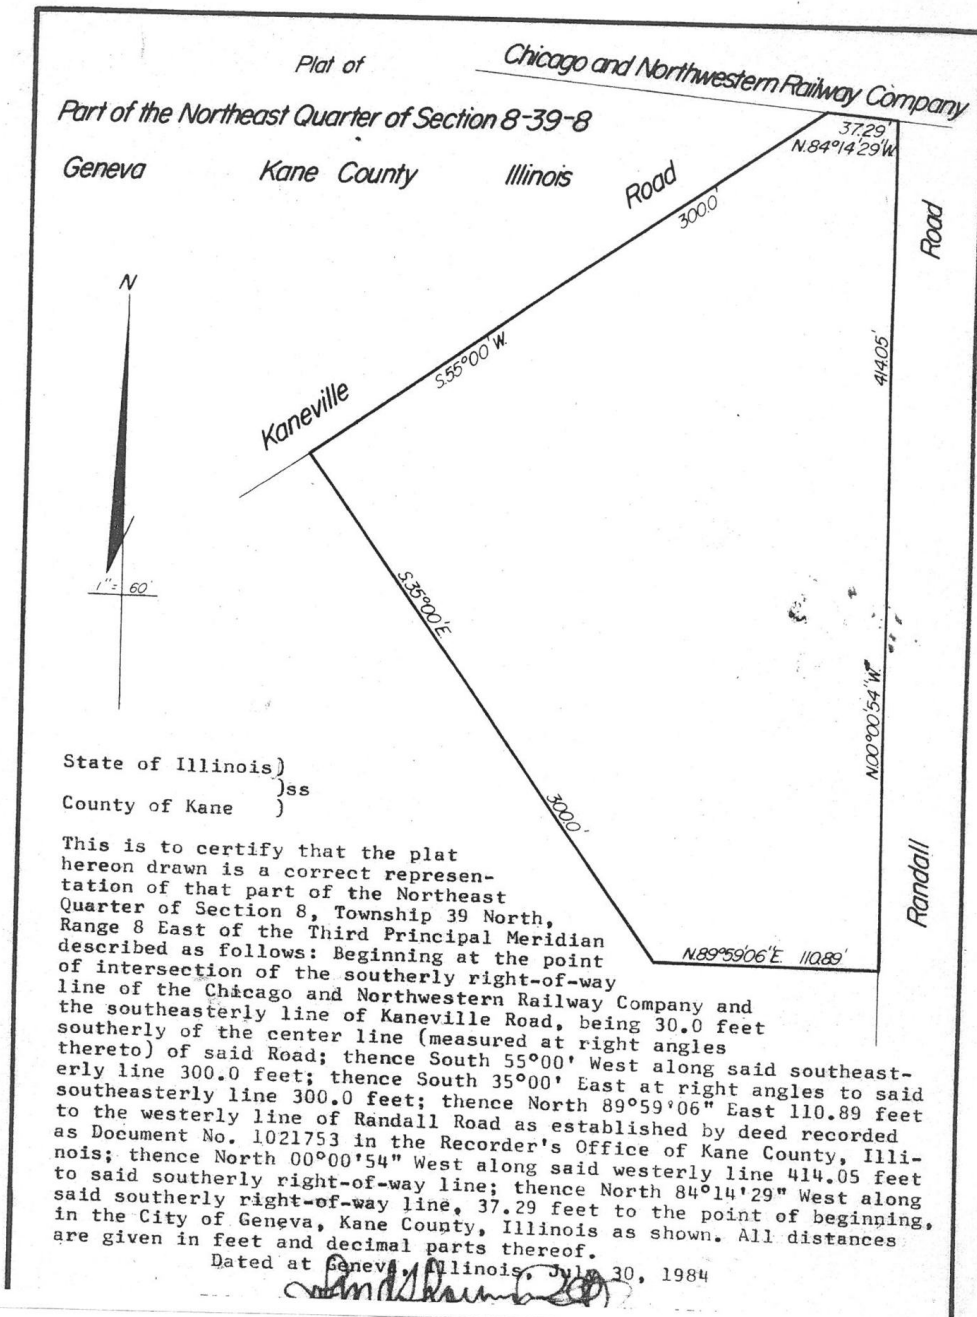 Plat of
Chicago and Northwestern Railway Company
Part of the Northeast Quarter of Section 8-39-8
Geneva Kane County Illinois
37.29'
N.84°14'29"W.
Road
300.0'
Road
N
414.05'
S.55°00' W.
Kaneville
1" = 60'
S.35°00'E.
N.00°00'54"W.
300.0'
Randall
N.89°59'06"E. 110.89'
State of Illinois)
)ss
County of Kane )
This is to certify that the plat
hereon drawn is a correct represen-
tation of that part of the Northeast
Quarter of Section 8, Township 39 North,
Range 8 East of the Third Principal Meridian
described as follows: Beginning at the point
of intersection of the southerly right-of-way
line of the Chicago and Northwestern Railway Company and
the southeasterly line of Kaneville Road, being 30.0 feet
southerly of the center line (measured at right angles
thereto) of said Road; thence South 55°00' West along said southeast-
erly line 300.0 feet; thence South 35°00' East at right angles to said
southeasterly line 300.0 feet; thence North 89°59'06" East 110.89 feet
to the westerly line of Randall Road as established by deed recorded
as Document No. 1021753 in the Recorder's Office of Kane County, Illi-
nois; thence North 00°00'54" West along said westerly line 414.05 feet
to said southerly right-of-way line; thence North 84°14'29" West along
said southerly right-of-way line, 37.29 feet to the point of beginning,
in the City of Geneva, Kane County, Illinois as shown. All distances
are given in feet and decimal parts thereof.
Dated at Geneva, Illinois, July 30, 1984